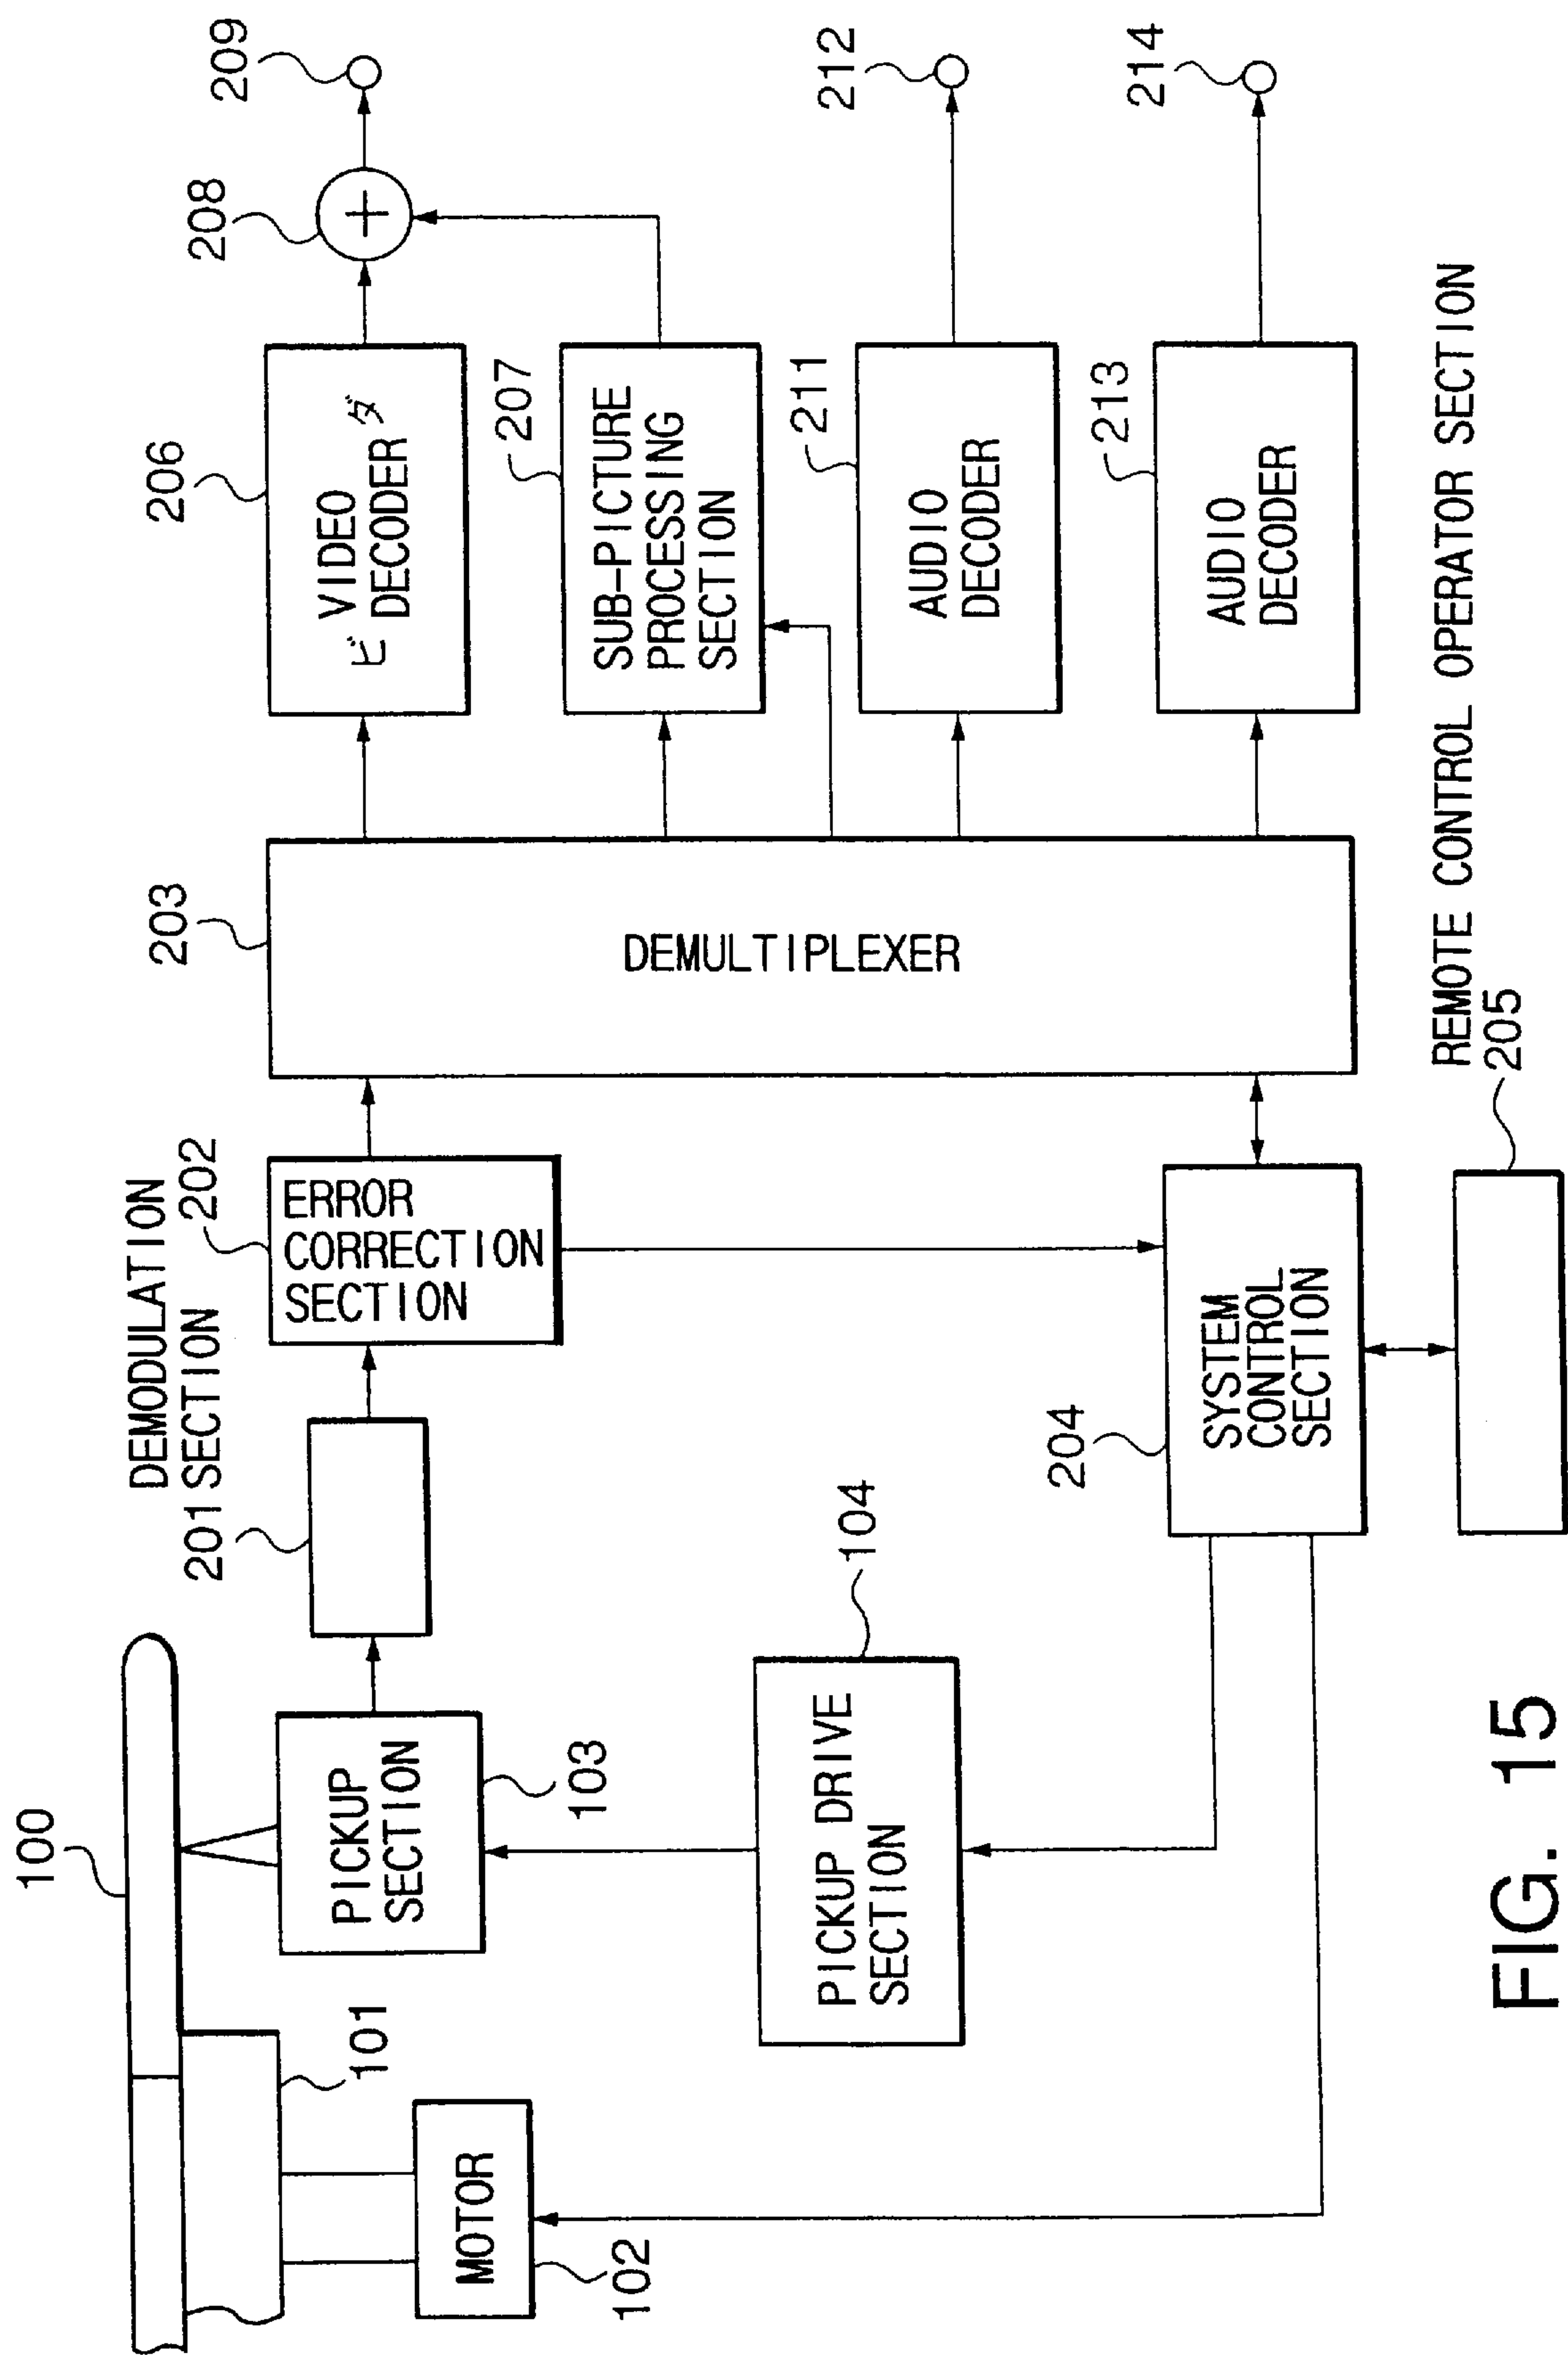 100
101
MOTOR
102
PICKUP
SECTION
103
PICKUP DRIVE
SECTION
104
DEMODULATION
201 SECTION
202
ERROR
CORRECTION
SECTION
204
SYSTEM
CONTROL
SECTION
REMOTE CONTROL OPERATOR SECTION
205
203
DEMULTIPLEXER
206
VIDEO
DECODER
ビ
ダ
207
SUB-PICTURE
PROCESSING
SECTION
208
209
211
AUDIO
DECODER
212
213
AUDIO
DECODER
214
FIG. 15